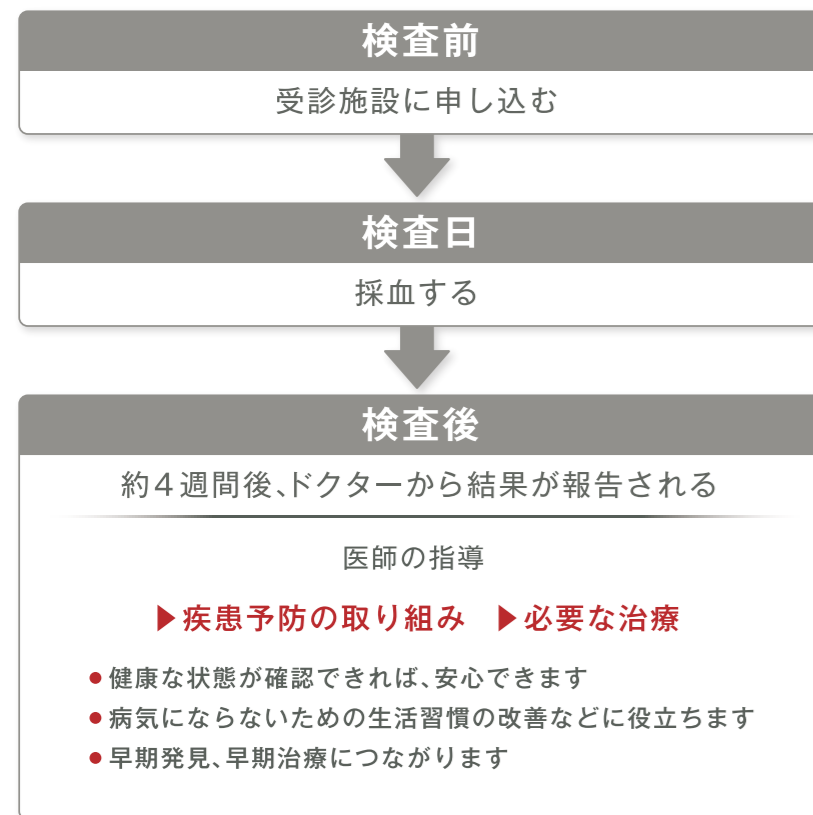 検査前
受診施設に申し込む
検査日
採血する
検査後
約４週間後、ドクターから結果が報告される
医師の指導
▶疾患予防の取り組み ▶必要な治療
●健康な状態が確認できれば、安心できます
●病気にならないための生活習慣の改善などに役立ちます
●早期発見、早期治療につながります